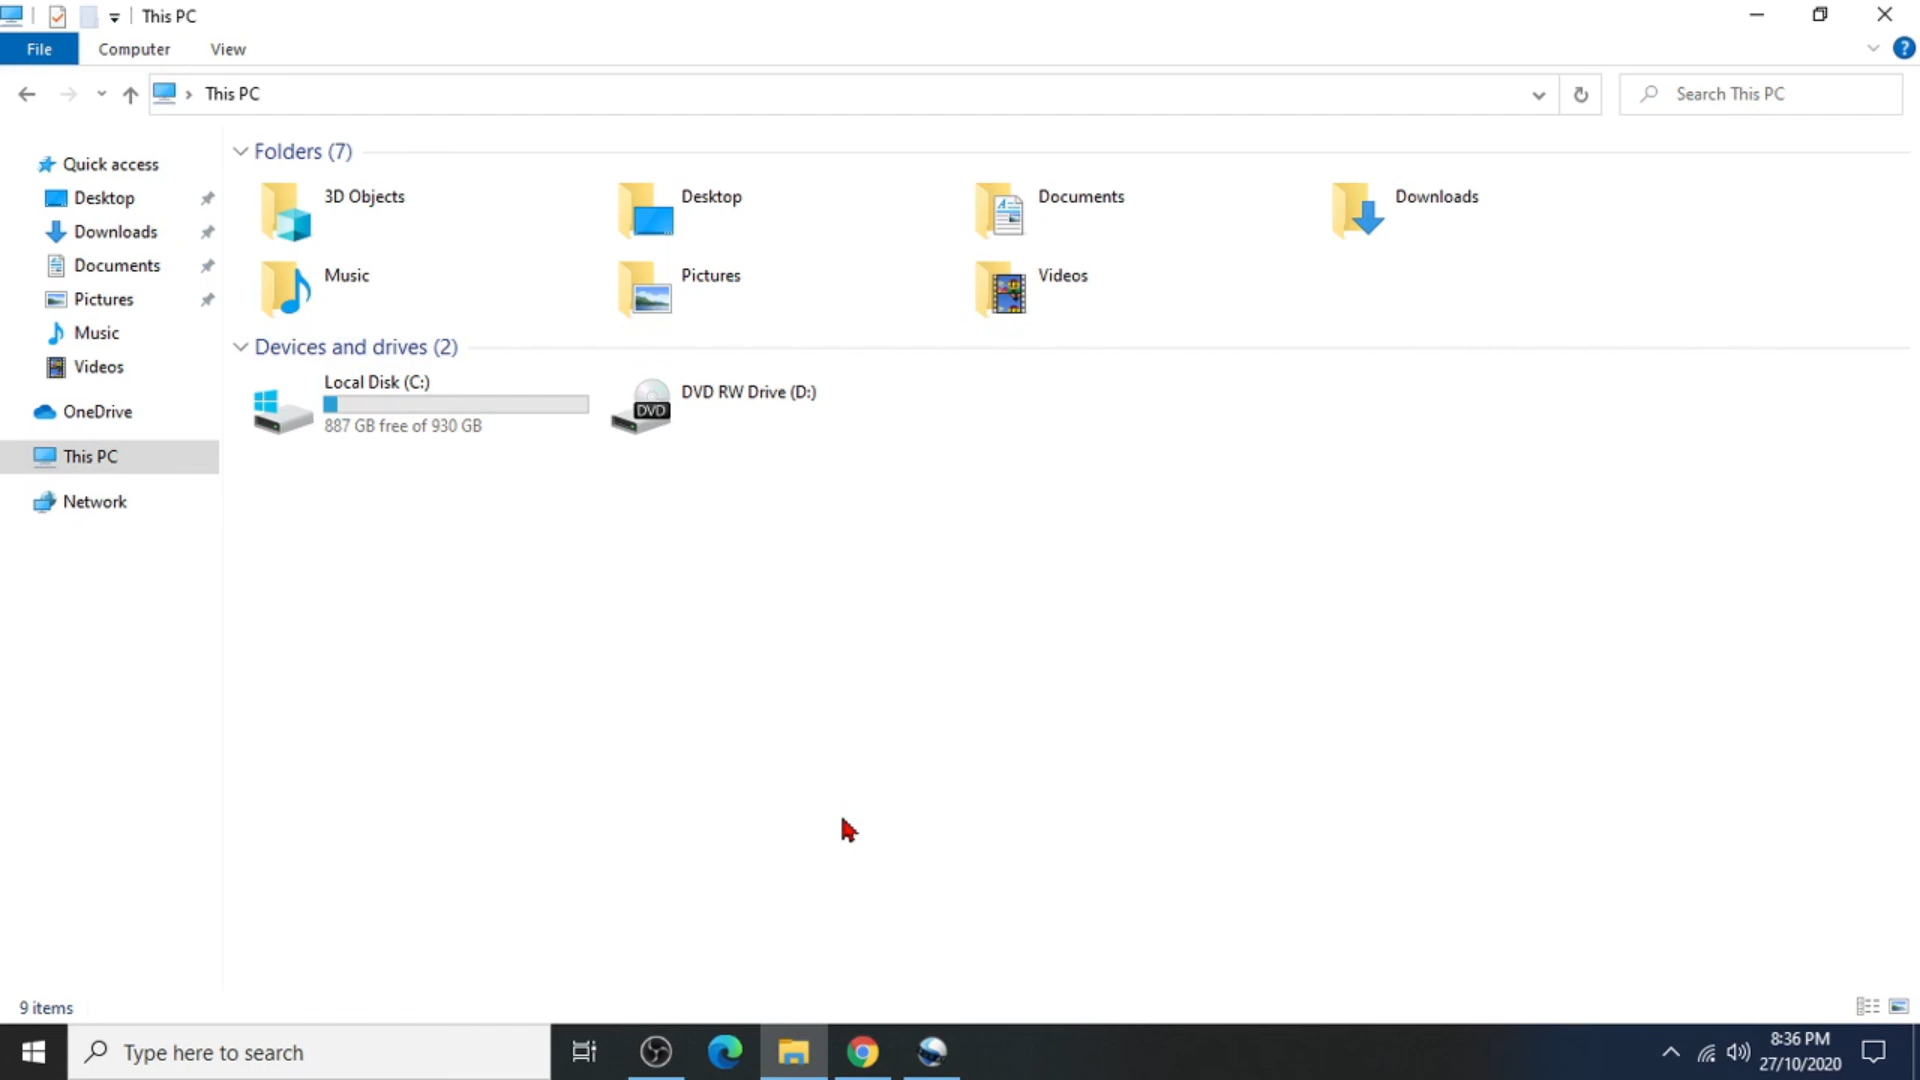 This PC
File Computer View
?
This PC
Search This PC
Quick access
Desktop
Downloads
Documents
Pictures
Music
Videos
OneDrive
This PC
Network
Folders (7)
3D Objects
Desktop
Documents
Downloads
Music
Pictures
Videos
Devices and drives (2)
Local Disk (C:)
887 GB free of 930 GB
DVD
DVD RW Drive (D:)
9 items
Type here to search
8:36 PM
27/10/2020